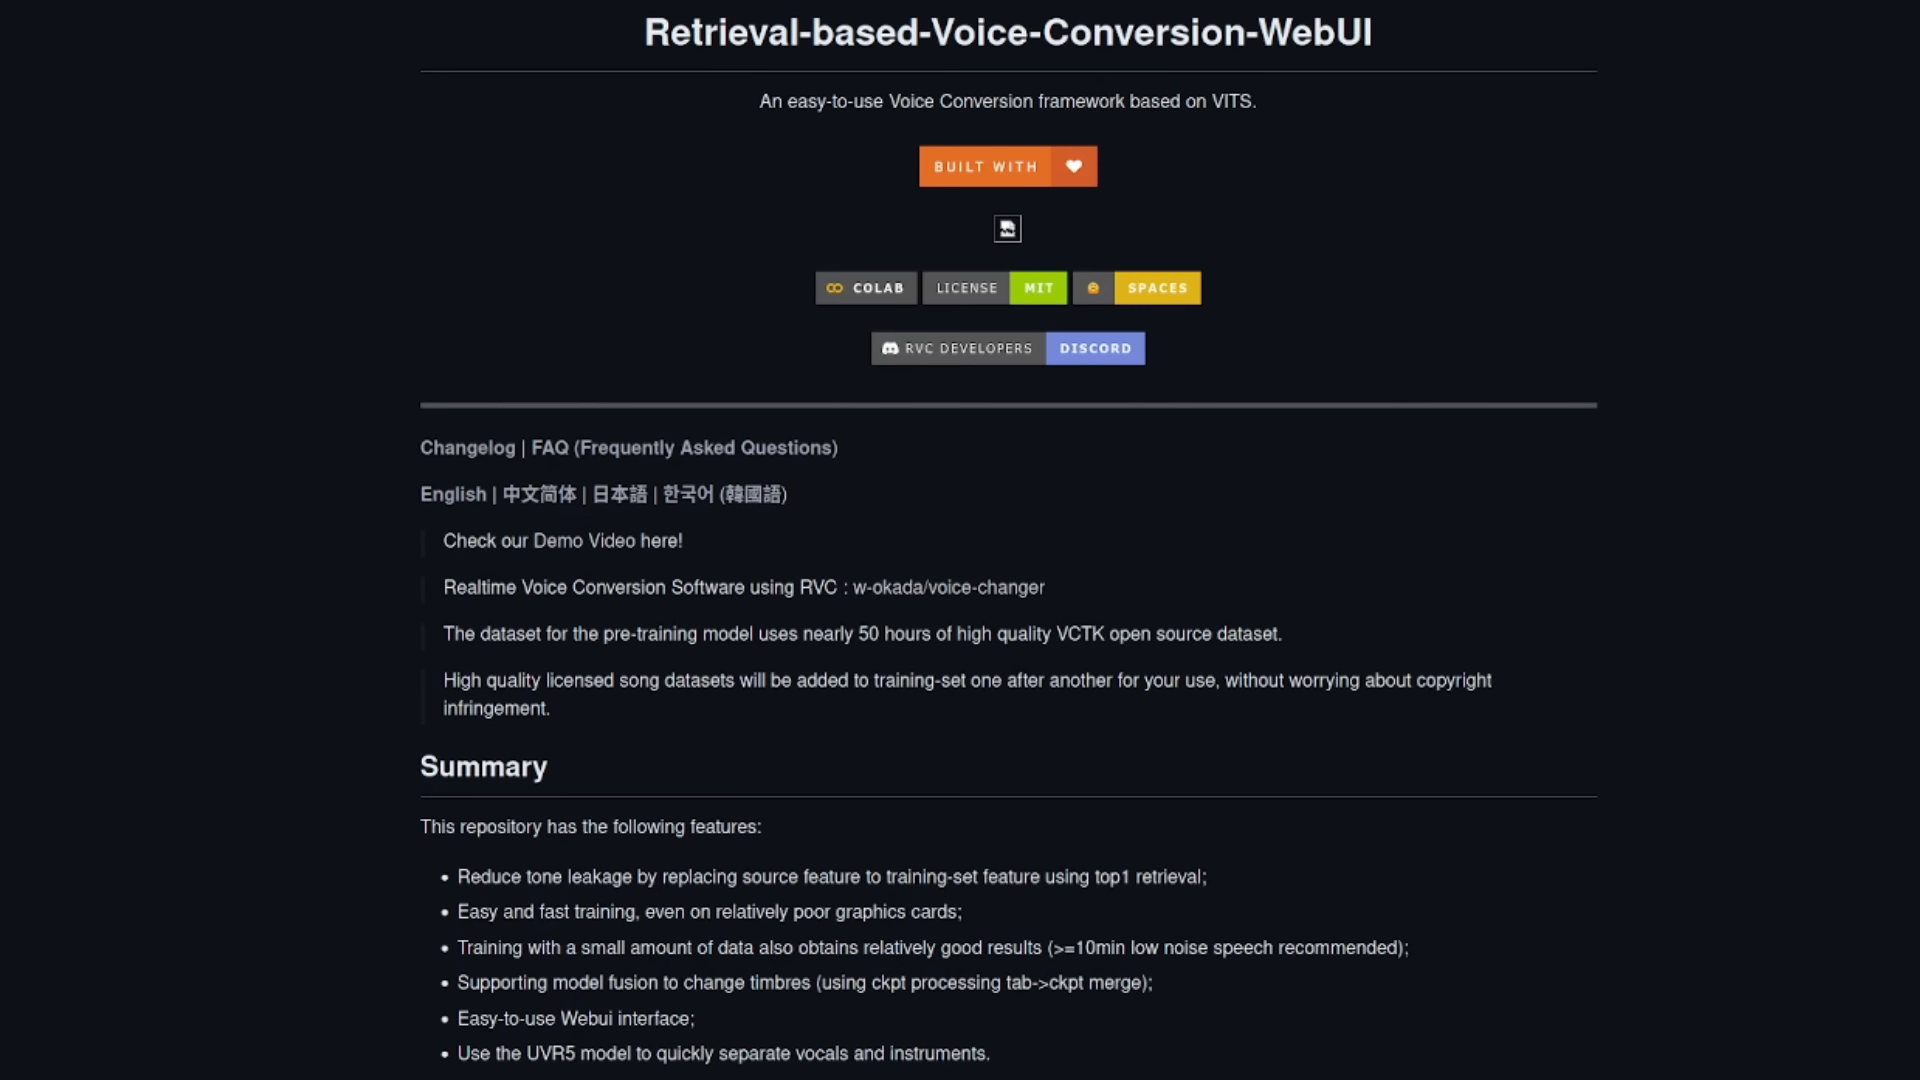 Retrieval-based-Voice-Conversion-WebUI
An easy-to-use Voice Conversion framework based on VITS.
BUILT WITH
COLAB LICENSE MIT SPACES
RVC DEVELOPERS DISCORD
Changelog | FAQ (Frequently Asked Questions)
English | 中文简体 | 日本語 | 한국어 (韓國語)
Check our Demo Video here!
Realtime Voice Conversion Software using RVC : w-okada/voice-changer
The dataset for the pre-training model uses nearly 50 hours of high quality VCTK open source dataset.
High quality licensed song datasets will be added to training-set one after another for your use, without worrying about copyright
infringement.
Summary
This repository has the following features:
• Reduce tone leakage by replacing source feature to training-set feature using top1 retrieval;
• Easy and fast training, even on relatively poor graphics cards;
• Training with a small amount of data also obtains relatively good results (>=10min low noise speech recommended);
• Supporting model fusion to change timbres (using ckpt processing tab->ckpt merge);
• Easy-to-use Webui interface;
• Use the UVR5 model to quickly separate vocals and instruments.